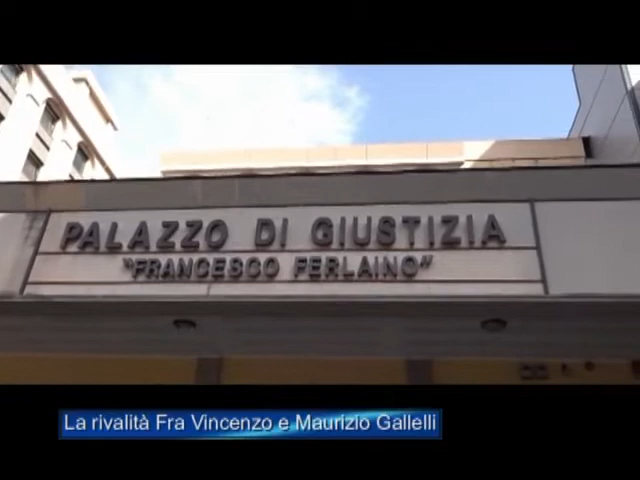 PALAZZO DI GIUSTIZIA
"FRANCESCO FERLAINO"
La rivalità Fra Vincenzo e Maurizio Gallelli